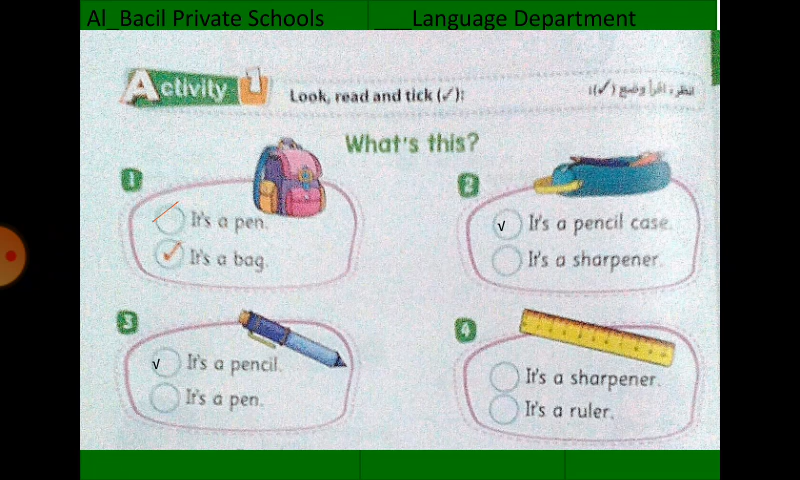 Al_Bacil Private Schools ___Language Department
Activity 1
Look, read and tick (✓):
انظر، اقرأ وضع (✓):
What's this?
1
It's a pen.
✓ It's a bag.
2
√ It's a pencil case.
It's a sharpener.
3
√ It's a pencil.
It's a pen.
4
It's a sharpener.
It's a ruler.